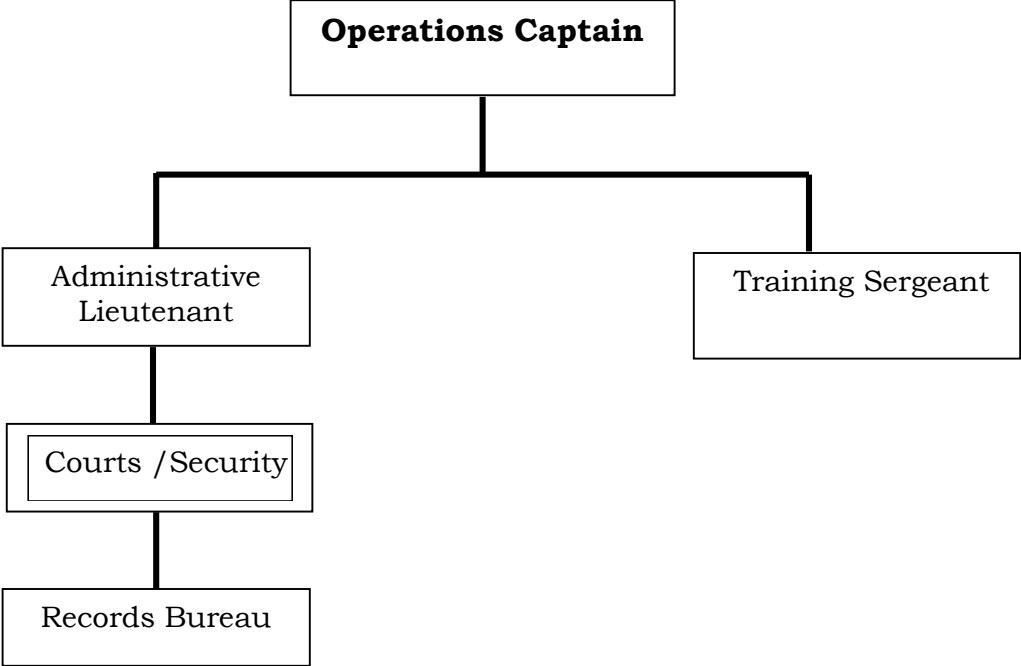 Operations Captain
Administrative
Lieutenant
Training Sergeant
Courts /Security
Records Bureau